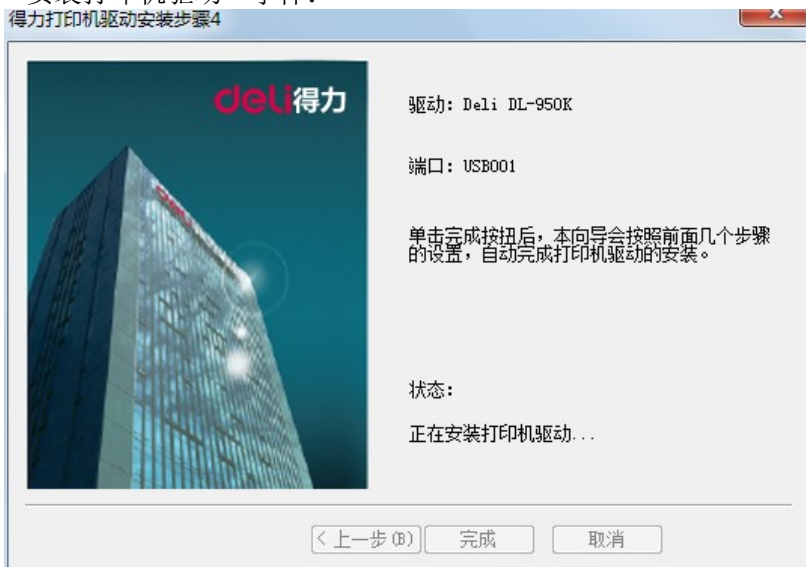 得力打印机驱动安装步骤4
deli得力
驱动: Deli DL-950K
端口: USB001
单击完成按扭后，本向导会按照前面几个步骤
的设置，自动完成打印机驱动的安装。
状态:
正在安装打印机驱动...
<上一步(B)
完成
取消